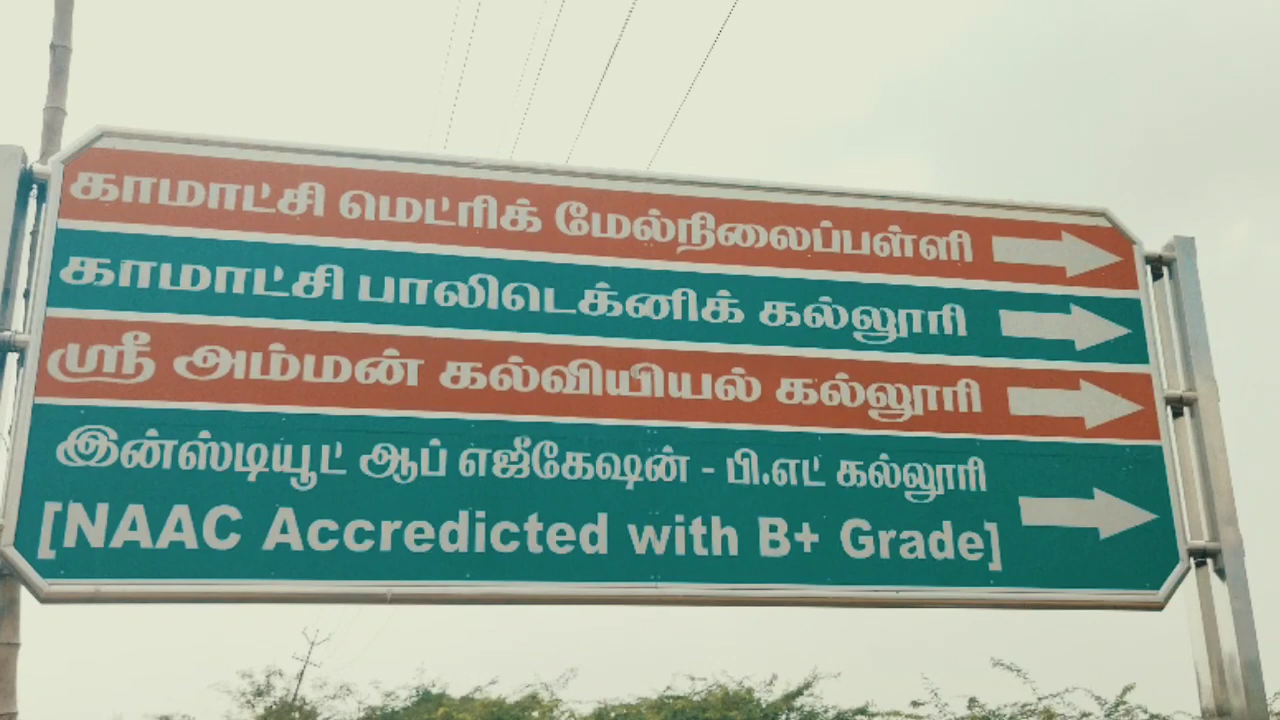 காமாட்சி மெட்ரிக் மேல்நிலைப்பள்ளி
காமாட்சி பாலிடெக்னிக் கல்லூரி
ஸ்ரீ அம்மன் கல்வியியல் கல்லூரி
இன்ஸ்டியூட் ஆப் எஜீகேஷன் - பி.எட் கல்லூரி
[NAAC Accredicted with B+ Grade]